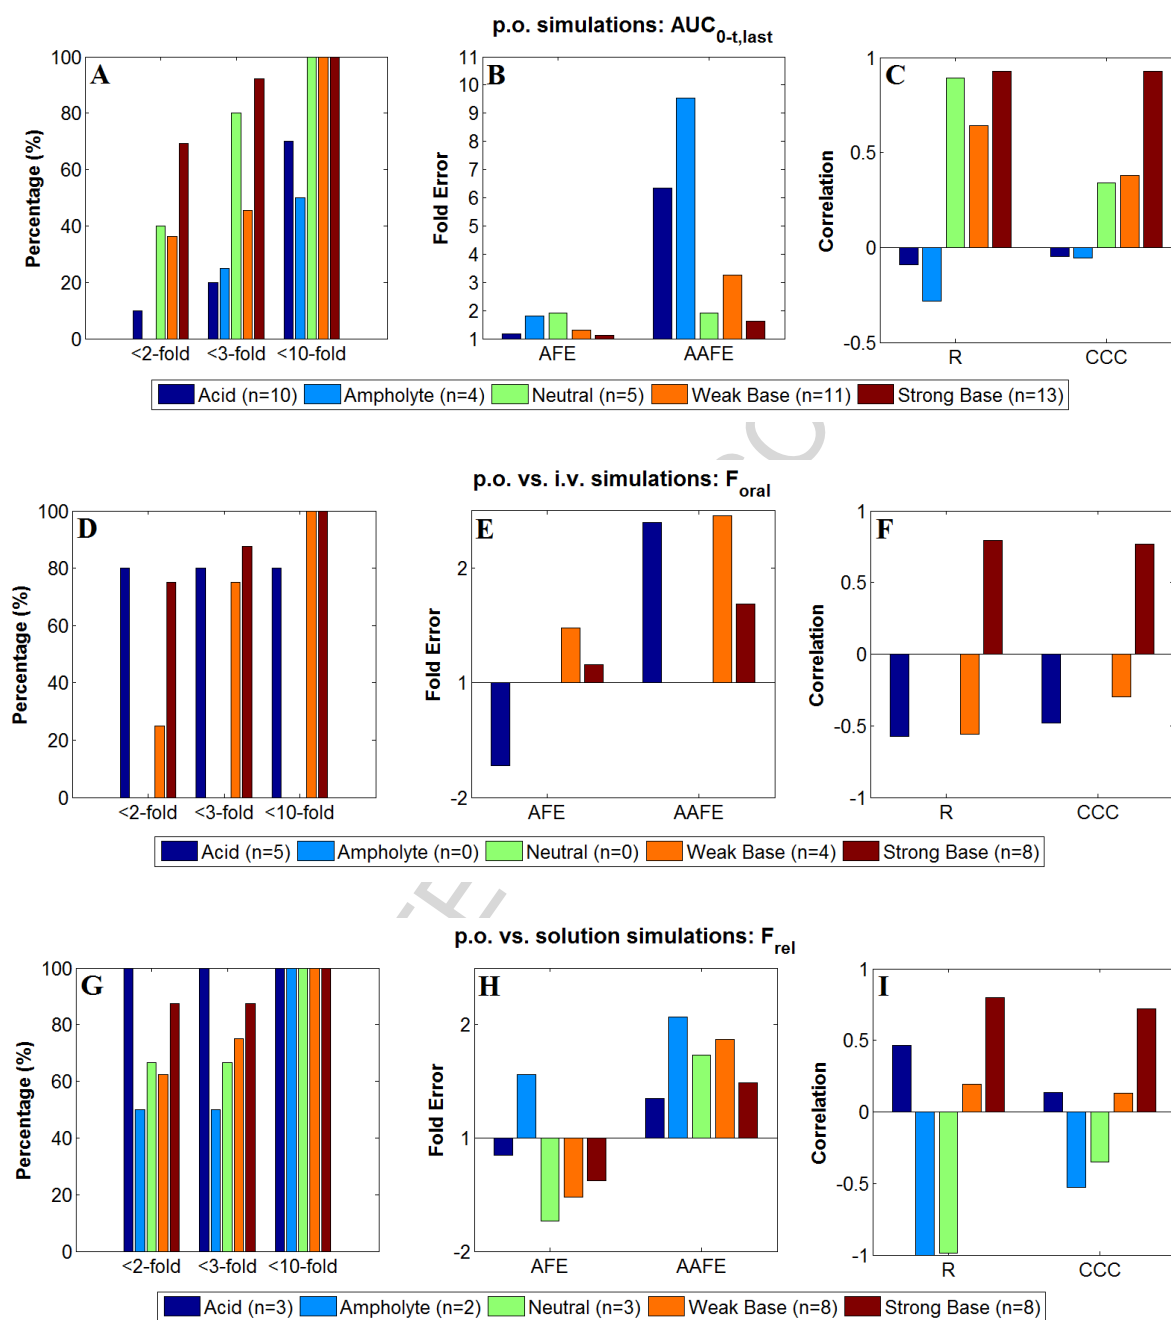 p.o. simulations: AUC0-t,last
A
B
C
100
80
60
40
20
0
Percentage (%)
<2-fold <3-fold <10-fold
11
10
9
8
7
6
5
4
3
2
1
Fold Error
AFE AAFE
1
0.5
0
-0.5
Correlation
R CCC
Acid (n=10) Ampholyte (n=4) Neutral (n=5) Weak Base (n=11) Strong Base (n=13)
p.o. vs. i.v. simulations: Foral
D
E
F
100
80
60
40
20
0
Percentage (%)
<2-fold <3-fold <10-fold
2
1
-2
Fold Error
AFE AAFE
1
0.5
0
-0.5
-1
Correlation
R CCC
Acid (n=5) Ampholyte (n=0) Neutral (n=0) Weak Base (n=4) Strong Base (n=8)
p.o. vs. solution simulations: Frel
G
H
I
100
80
60
40
20
0
Percentage (%)
<2-fold <3-fold <10-fold
2
1
-2
Fold Error
AFE AAFE
1
0.5
0
-0.5
-1
Correlation
R CCC
Acid (n=3) Ampholyte (n=2) Neutral (n=3) Weak Base (n=8) Strong Base (n=8)